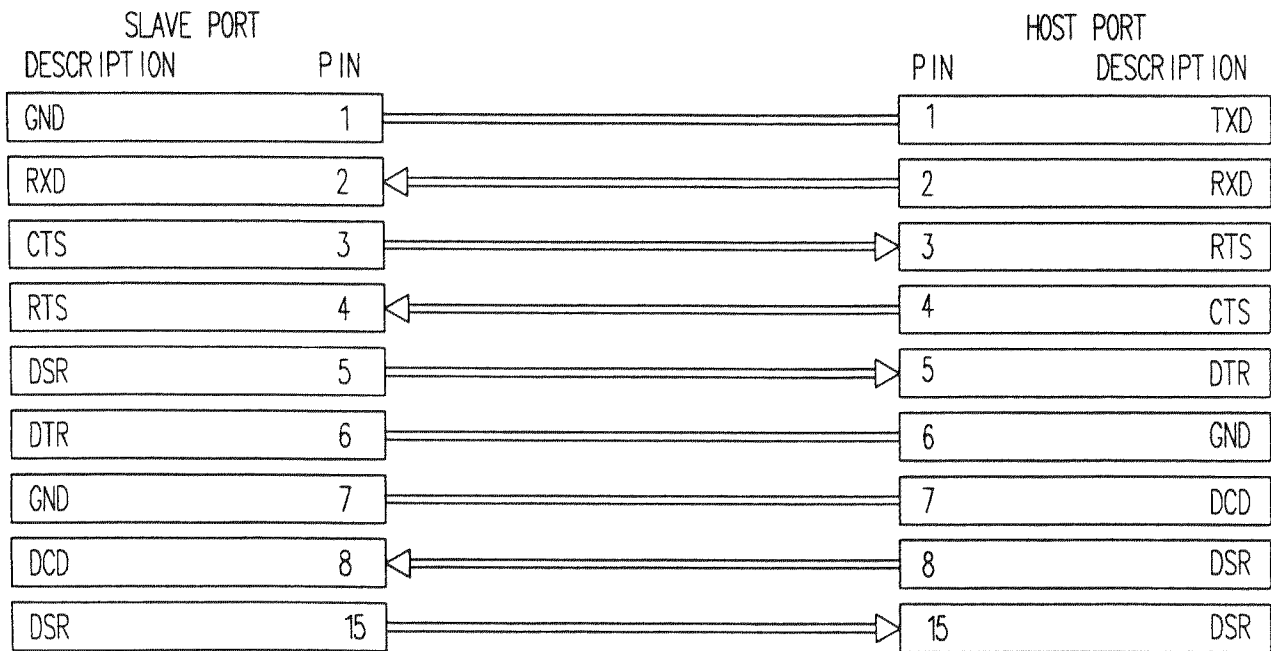 SLAVE PORT HOST PORT
DESCRIPTION PIN PIN DESCRIPTION
GND 1 1 TXD
RXD 2 2 RXD
CTS 3 3 RTS
RTS 4 4 CTS
DSR 5 5 DTR
DTR 6 6 GND
GND 7 7 DCD
DCD 8 8 DSR
DSR 15 15 DSR